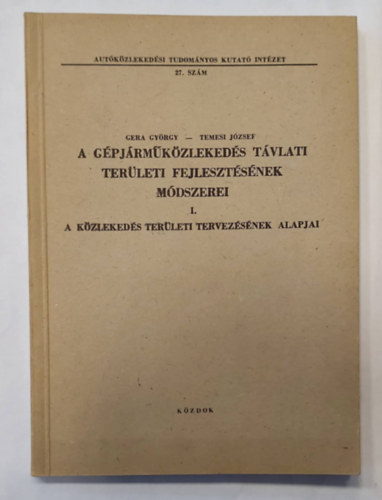 AUTÓKÖZLEKEDÉSI TUDOMÁNYOS KUTATÓ INTÉZET
27. SZÁM
GERA GYÖRGY — TEMESI JÓZSEF
A GÉPJÁRMŰKÖZLEKEDÉS TÁVLATI
TERÜLETI FEJLESZTÉSÉNEK
MÓDSZEREI
I.
A KÖZLEKEDÉS TERÜLETI TERVEZÉSÉNEK ALAPJAI
KÖZDOK